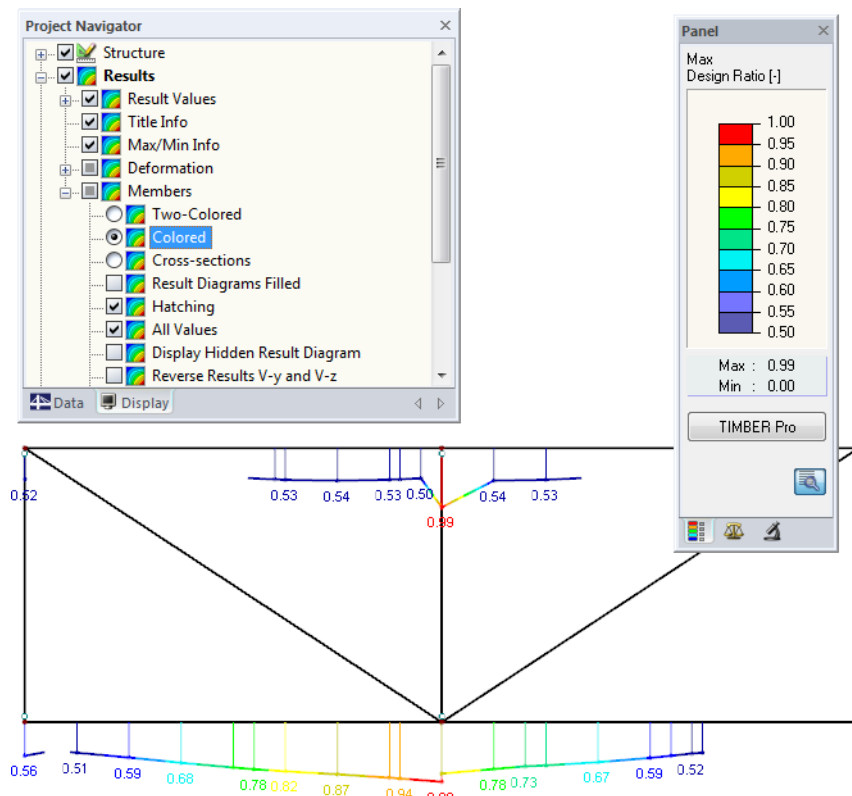 Project Navigator
Structure
Results
Result Values
Title Info
Max/Min Info
Deformation
Members
Two-Colored
Colored
Cross-sections
Result Diagrams Filled
Hatching
All Values
Display Hidden Result Diagram
Reverse Results V-y and V-z
Data Display
Panel
Max
Design Ratio [-]
1.00
0.95
0.90
0.85
0.80
0.75
0.70
0.65
0.60
0.55
0.50
Max : 0.99
Min : 0.00
TIMBER Pro
0.52 0.53 0.54 0.53 0.50 0.54 0.53
0.99
0.56 0.51 0.59 0.68 0.78 0.82 0.87 0.94 0.78 0.73 0.67 0.59 0.52